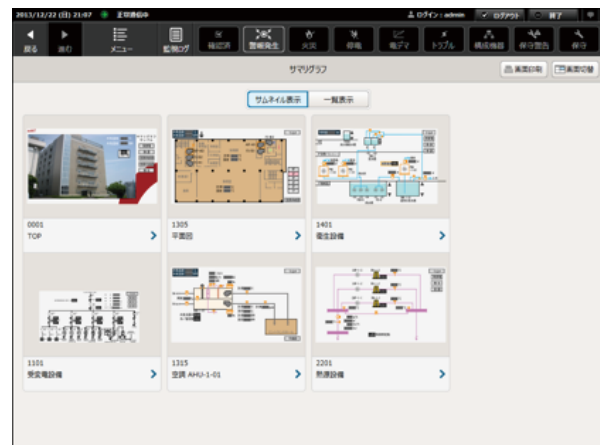 2013/12/22 (日) 21:07 正常通信中 ログイン: admin ログアウト 終了
戻る 進む メニュー 監視ログ 確認済 警報発生 火災 停電 電デマ トラブル 構成機器 保守警告 保守
サマリグラフ 画面印刷 画面切替
サムネイル表示 一覧表示
0001
TOP
1305
平面図
1401
衛生設備
1101
受変電設備
1315
空調 AHU-1-01
2201
熱源設備